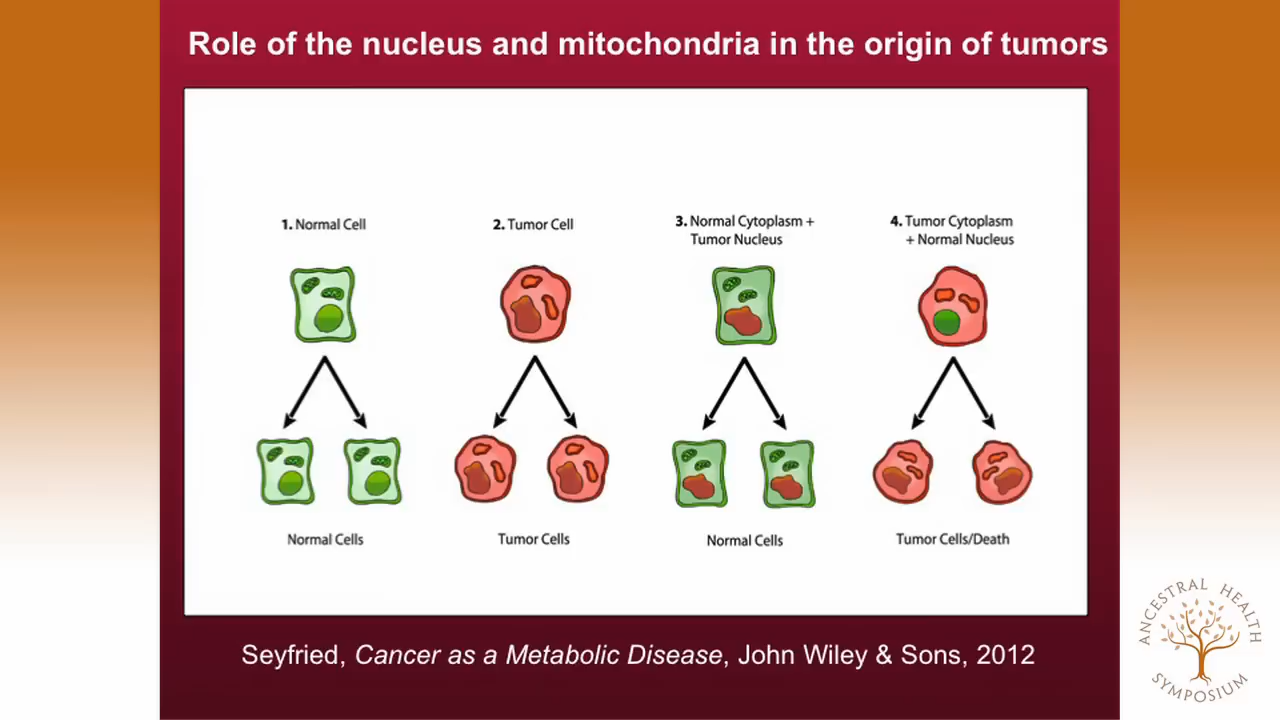 Role of the nucleus and mitochondria in the origin of tumors
1. Normal Cell
2. Tumor Cell
3. Normal Cytoplasm +
Tumor Nucleus
4. Tumor Cytoplasm
+ Normal Nucleus
Normal Cells
Tumor Cells
Normal Cells
Tumor Cells/Death
Seyfried, Cancer as a Metabolic Disease, John Wiley & Sons, 2012
ANCESTRAL HEALTH
SYMPOSIUM